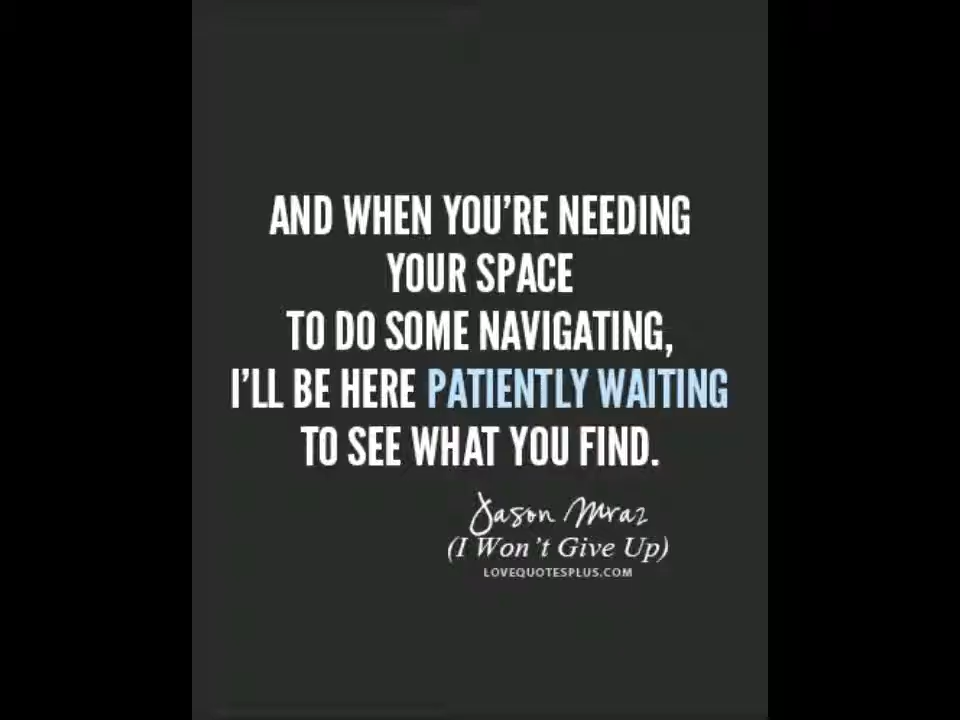 AND WHEN YOU'RE NEEDING
YOUR SPACE
TO DO SOME NAVIGATING,
I'LL BE HERE PATIENTLY WAITING
TO SEE WHAT YOU FIND.
Jason Mraz
(I Won't Give Up)
LOVEQUOTESPLUS.COM